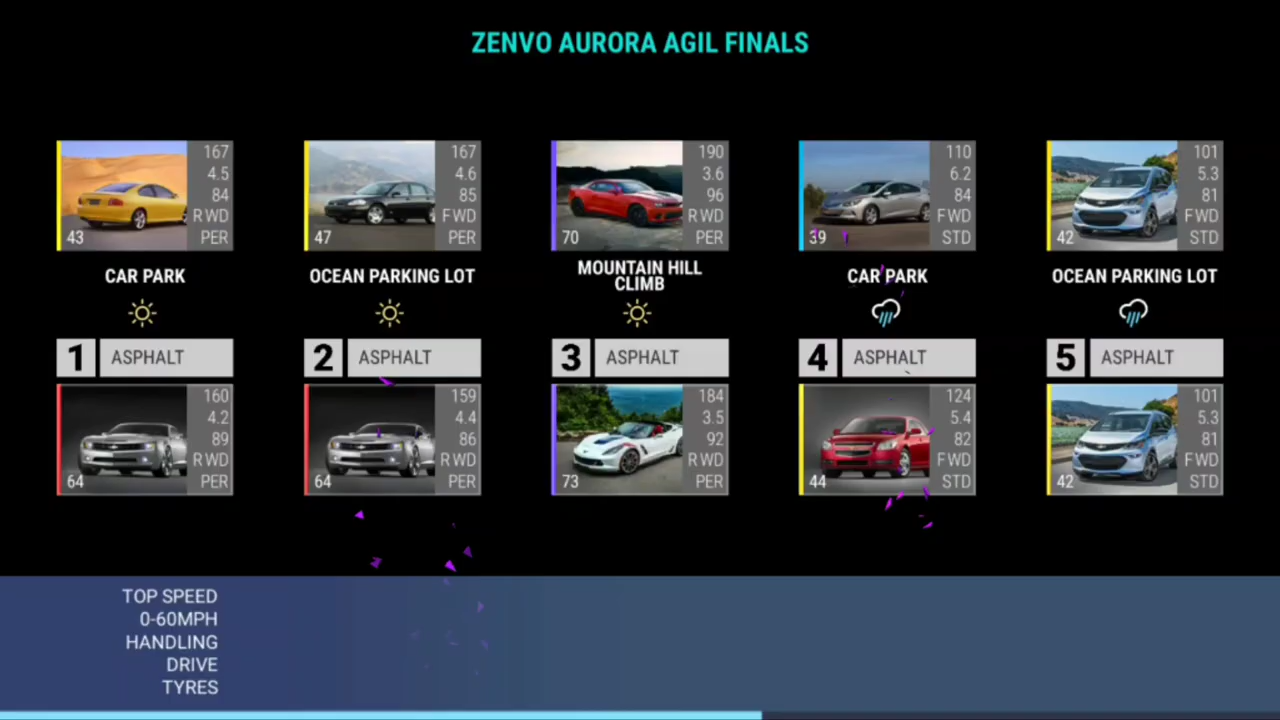 ZENVO AURORA AGIL FINALS
167
4.5
84
RWD
43 PER
167
4.6
85
FWD
47 PER
190
3.6
96
RWD
70 PER
110
6.2
84
FWD
39 STD
101
5.3
81
FWD
42 STD
CAR PARK
OCEAN PARKING LOT
MOUNTAIN HILL
CLIMB
CAR PARK
OCEAN PARKING LOT
1 ASPHALT
2 ASPHALT
3 ASPHALT
4 ASPHALT
5 ASPHALT
160
4.2
89
RWD
64 PER
159
4.4
86
RWD
64 PER
184
3.5
92
RWD
73 PER
124
5.4
82
FWD
44 STD
101
5.3
81
FWD
42 STD
TOP SPEED
0-60MPH
HANDLING
DRIVE
TYRES